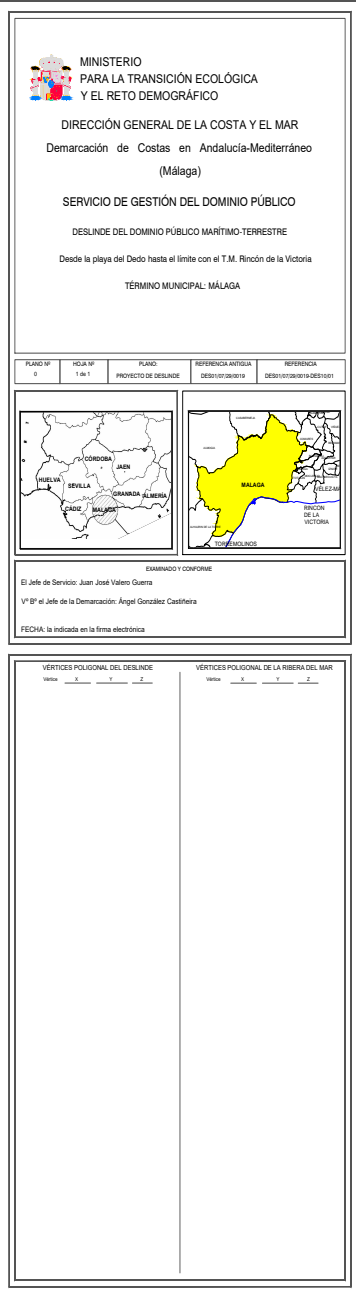 MINISTERIO
PARA LA TRANSICIÓN ECOLÓGICA
Y EL RETO DEMOGRÁFICO
DIRECCIÓN GENERAL DE LA COSTA Y EL MAR
Demarcación de Costas en Andalucía-Mediterráneo
(Málaga)
SERVICIO DE GESTIÓN DEL DOMINIO PÚBLICO
DESLINDE DEL DOMINIO PÚBLICO MARÍTIMO-TERRESTRE
Desde la playa del Dedo hasta el límite con el T.M. Rincón de la Victoria
TÉRMINO MUNICIPAL: MÁLAGA
PLANO Nº HOJA Nº PLANO: REFERENCIA ANTIGUA REFERENCIA
0 1 de 1 PROYECTO DE DESLINDE DES01/07/29/0019 DES01/07/29/0019-DES10/01
CÓRDOBA
JAEN
HUELVA
SEVILLA
GRANADA
ALMERÍA
CÁDIZ
MALAGA
MALAGA
VÉLEZ-MA
RINCON
DE LA
VICTORIA
TORREMOLINOS
EXAMINADO Y CONFORME
El Jefe de Servicio: Juan José Valero Guerra
Vº Bº el Jefe de la Demarcación: Ángel González Castiñeira
FECHA: la indicada en la firma electrónica
VÉRTICES POLIGONAL DEL DESLINDE
Vértice X Y Z
VÉRTICES POLIGONAL DE LA RIBERA DEL MAR
Vértice X Y Z